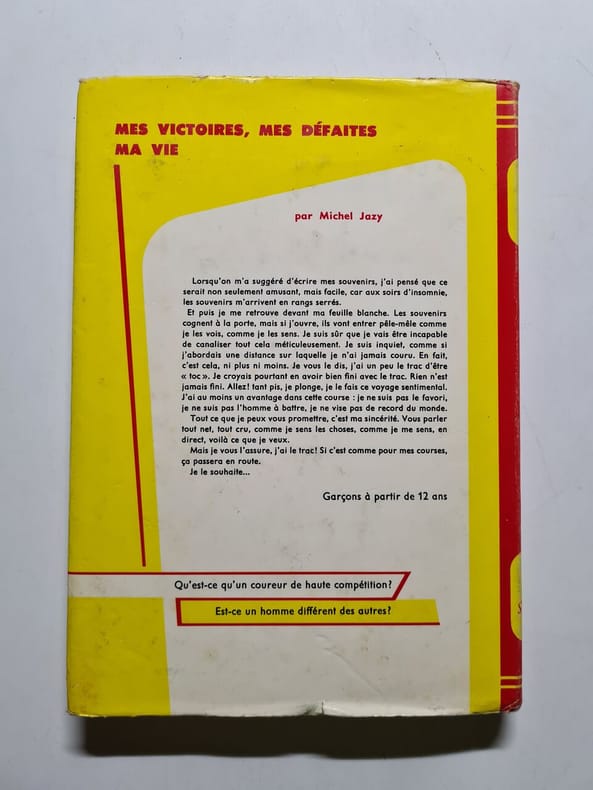 MES VICTOIRES, MES DÉFAITES
MA VIE
par Michel Jazy
Lorsqu'on m'a suggéré d'écrire mes souvenirs, j'ai pensé que ce
serait non seulement amusant, mais facile, car aux soirs d'insomnie,
les souvenirs m'arrivent en rangs serrés.
Et puis je me retrouve devant ma feuille blanche. Les souvenirs
cognent à la porte, mais si j'ouvre, ils vont entrer pêle-mêle comme
je les vois, comme je les sens. Je suis sûr que je vais être incapable
de canaliser tout cela méticuleusement. Je suis inquiet, comme si
j'abordais une distance sur laquelle je n'ai jamais couru. En fait,
c'est cela, ni plus ni moins. Je vous le dis, j'ai un peu le trac d'être
« toc ». Je croyais pourtant en avoir bien fini avec le trac. Rien n'est
jamais fini. Allez! tant pis, je plonge, je le fais ce voyage sentimental.
J'ai au moins un avantage dans cette course : je ne suis pas le favori,
je ne suis pas l'homme à battre, je ne vise pas de record du monde.
Tout ce que je peux vous promettre, c'est ma sincérité. Vous parler
tout net, tout cru, comme je sens les choses, comme je me sens, en
direct, voilà ce que je veux.
Mais je vous l'assure, j'ai le trac! Si c'est comme pour mes courses,
ça passera en route.
Je le souhaite...
Garçons à partir de 12 ans
Qu'est-ce qu'un coureur de haute compétition?
Est-ce un homme différent des autres?